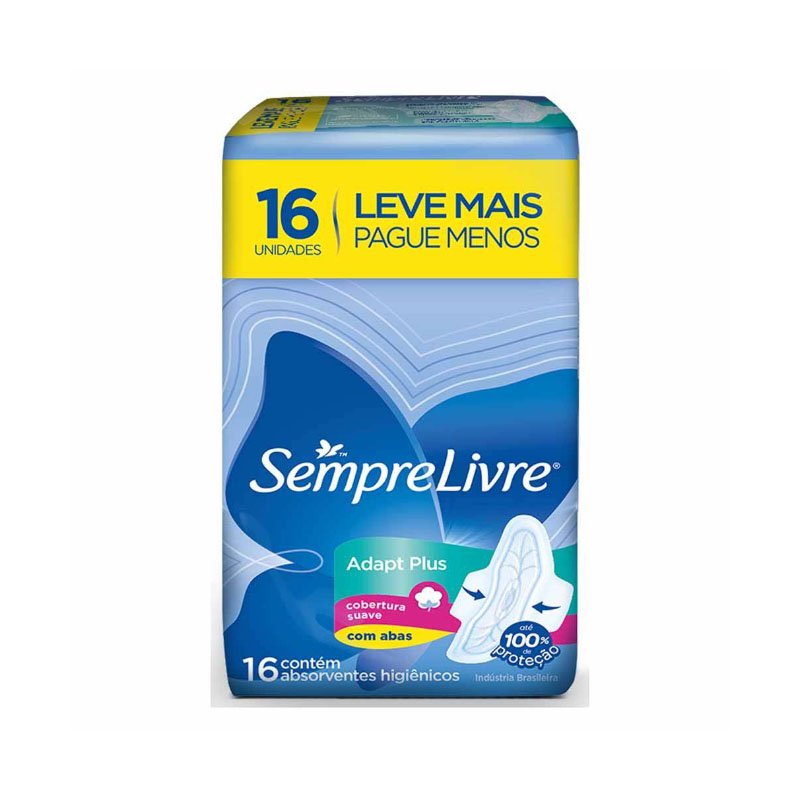 16
UNIDADES
LEVE MAIS
PAGUE MENOS
SempreLivre®
™
Adapt Plus
cobertura
suave
com abas
até
100%
de
proteção
16 contém
absorventes higiênicos
Indústria Brasileira